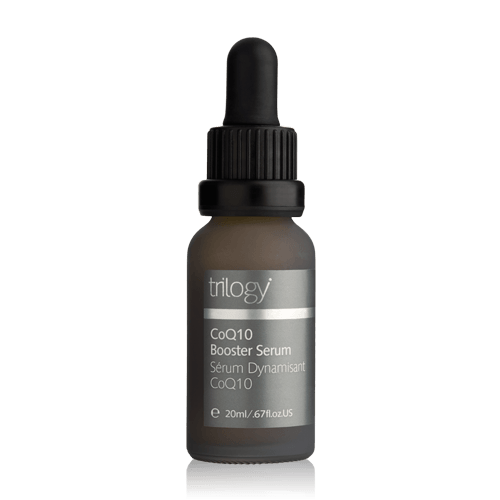 trilogy
CoQ10
Booster Serum
Sérum Dynamisant
CoQ10
℮ 20ml/.67fl.oz.US